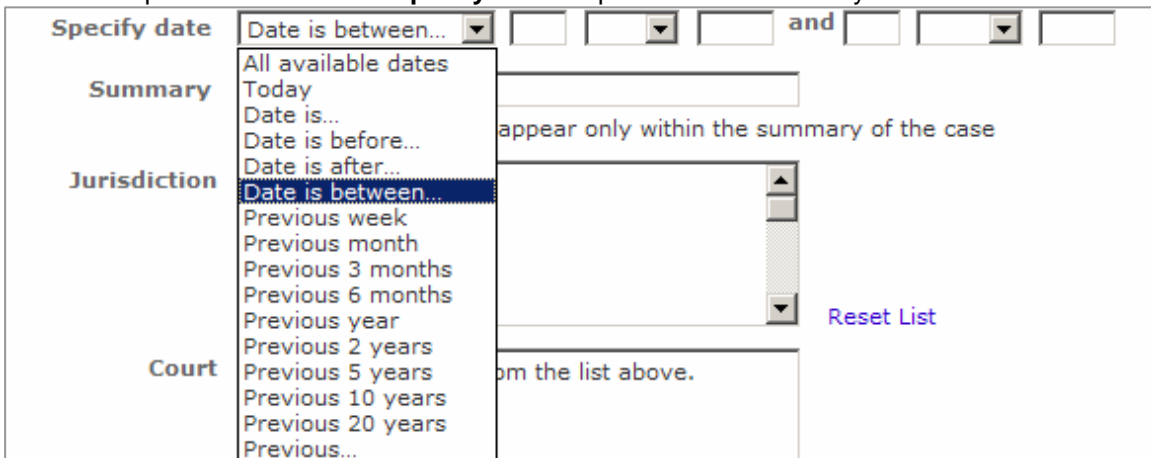 Specify date Date is between... and
All available dates
Summary Today
Date is...
Date is before... appear only within the summary of the case
Date is after...
Jurisdiction Date is between...
Previous week
Previous month
Previous 3 months
Previous 6 months
Previous year Reset List
Previous 2 years
Court Previous 5 years om the list above.
Previous 10 years
Previous 20 years
Previous...